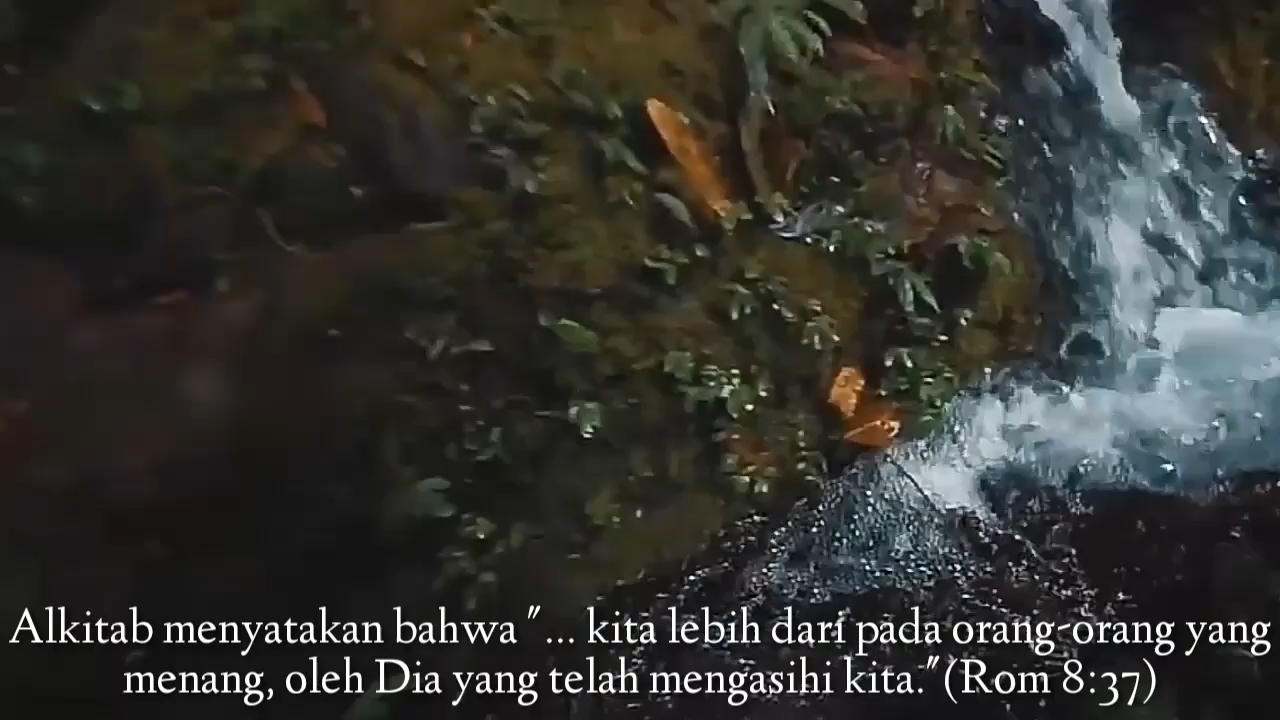 Alkitab menyatakan bahwa "... kita lebih dari pada orang-orang yang
menang, oleh Dia yang telah mengasihi kita."(Rom 8:37)